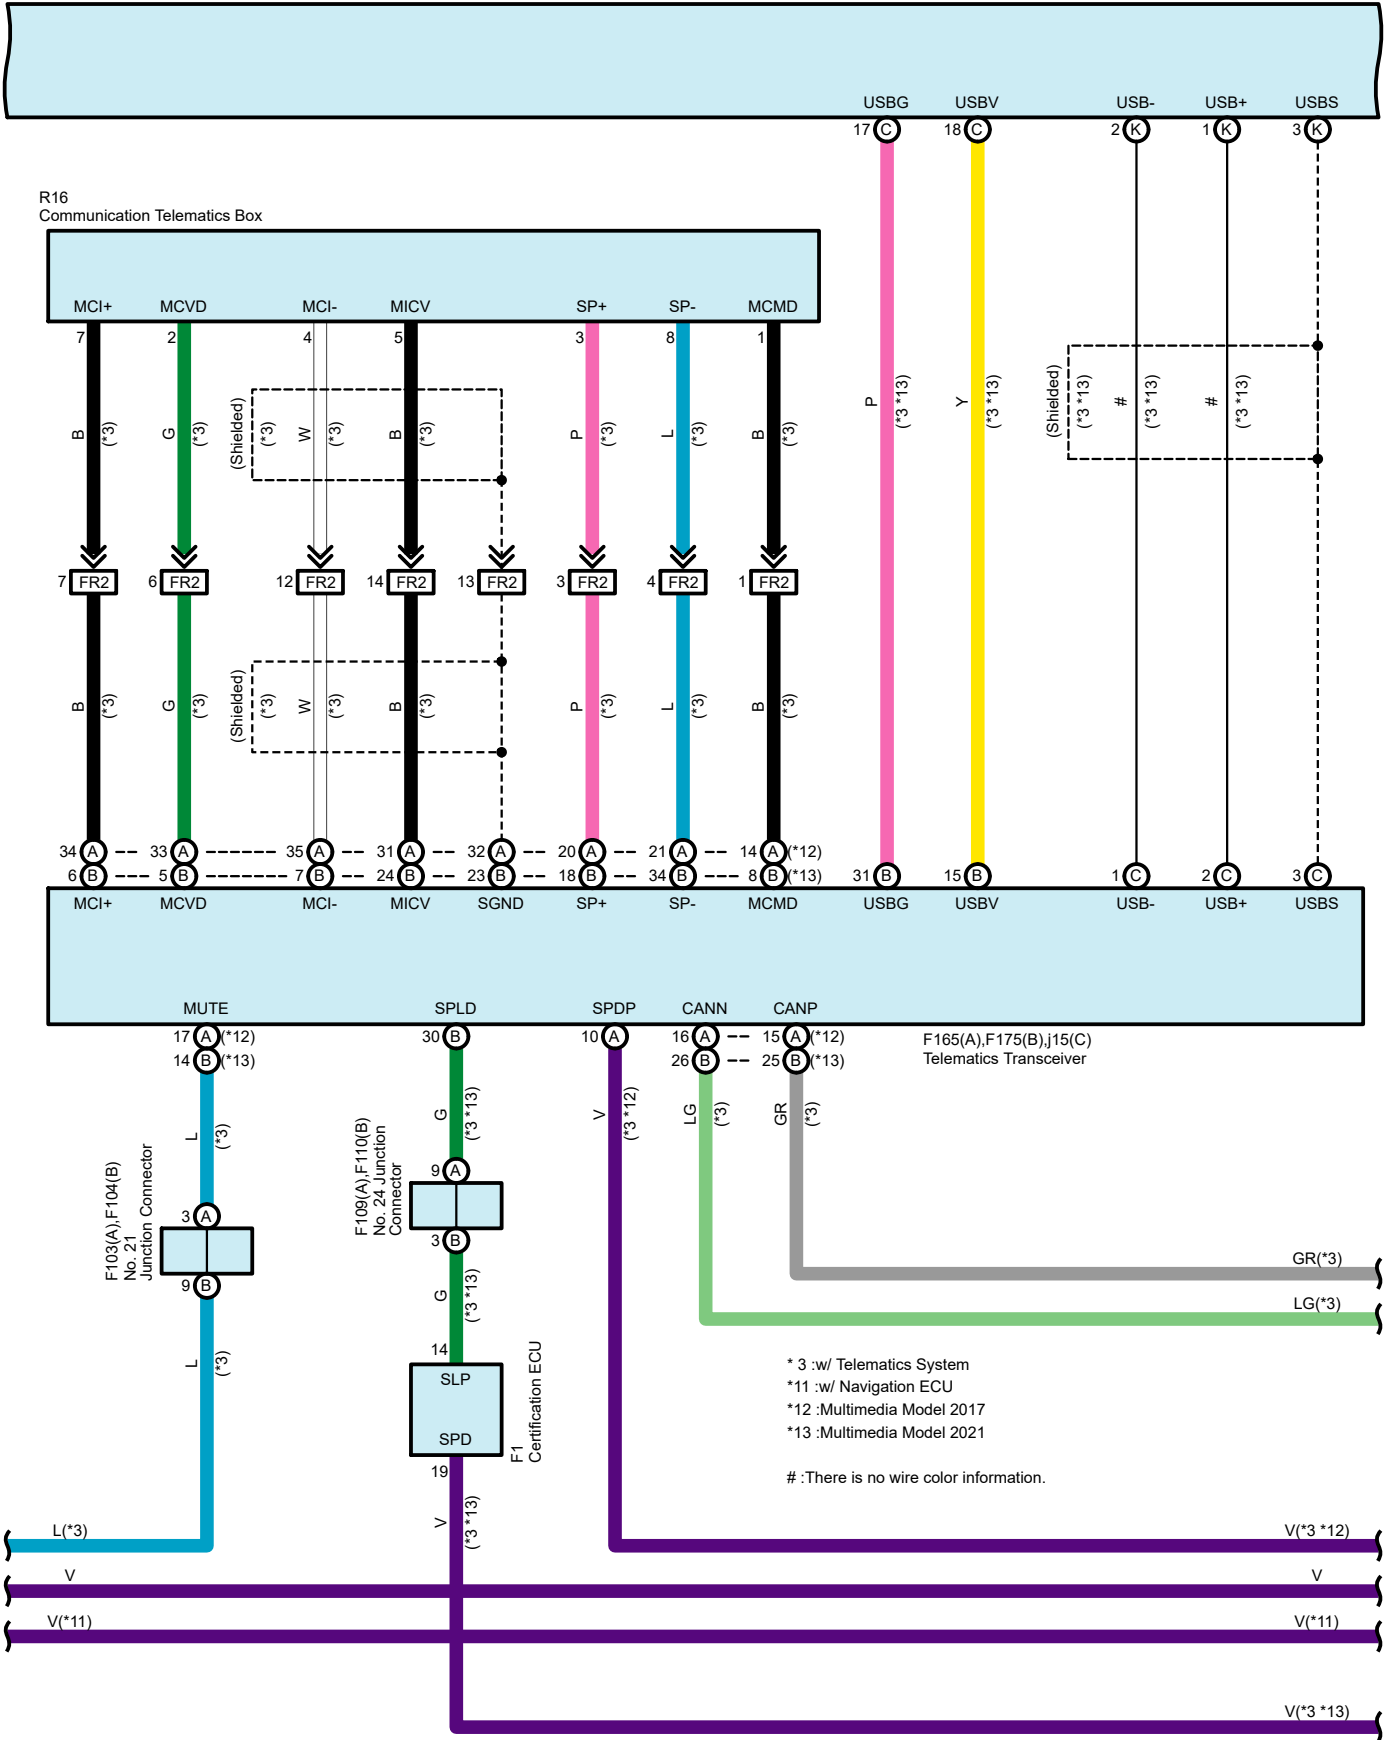 USBG USBV USB- USB+ USBS
17 C 18 C 2 K 1 K 3 K
R16
Communication Telematics Box
MCI+ MCVD MCI- MICV SP+ SP- MCMD
7 2 4 5 3 8 1
B (*3) G (*3) (Shielded) (*3) W (*3) B (*3) P (*3) L (*3) B (*3)
P (*3 *13) Y (*3 *13) (Shielded) (*3 *13) # (*3 *13) # (*3 *13)
7 FR2 6 FR2 12 FR2 14 FR2 13 FR2 3 FR2 4 FR2 1 FR2
B (*3) G (*3) (Shielded) (*3) W (*3) B (*3) P (*3) L (*3) B (*3)
34 A 33 A 35 A 31 A 32 A 20 A 21 A 14 A (*12)
6 B 5 B 7 B 24 B 23 B 18 B 34 B 8 B (*13) 31 B 15 B 1 C 2 C 3 C
MCI+ MCVD MCI- MICV SGND SP+ SP- MCMD USBG USBV USB- USB+ USBS
MUTE SPLD SPDP CANN CANP
17 A (*12) 30 B 10 A 16 A 15 A (*12)
14 B (*13) 26 B 25 B (*13)
F165(A),F175(B),j15(C)
Telematics Transceiver
L (*3) G (*3 *13) V (*3 *12) LG (*3) GR (*3)
F103(A),F104(B)
No. 21
Junction Connector
3 A
9 B
F109(A),F110(B)
No. 24 Junction
Connector
9 A
3 B
L (*3) G (*3 *13)
GR(*3)
LG(*3)
14
SLP
SPD
19
F1
Certification ECU
V (*3 *13)
* 3 :w/ Telematics System
*11 :w/ Navigation ECU
*12 :Multimedia Model 2017
*13 :Multimedia Model 2021
# :There is no wire color information.
L(*3) V(*3 *12)
V V
V(*11) V(*11)
V(*3 *13)